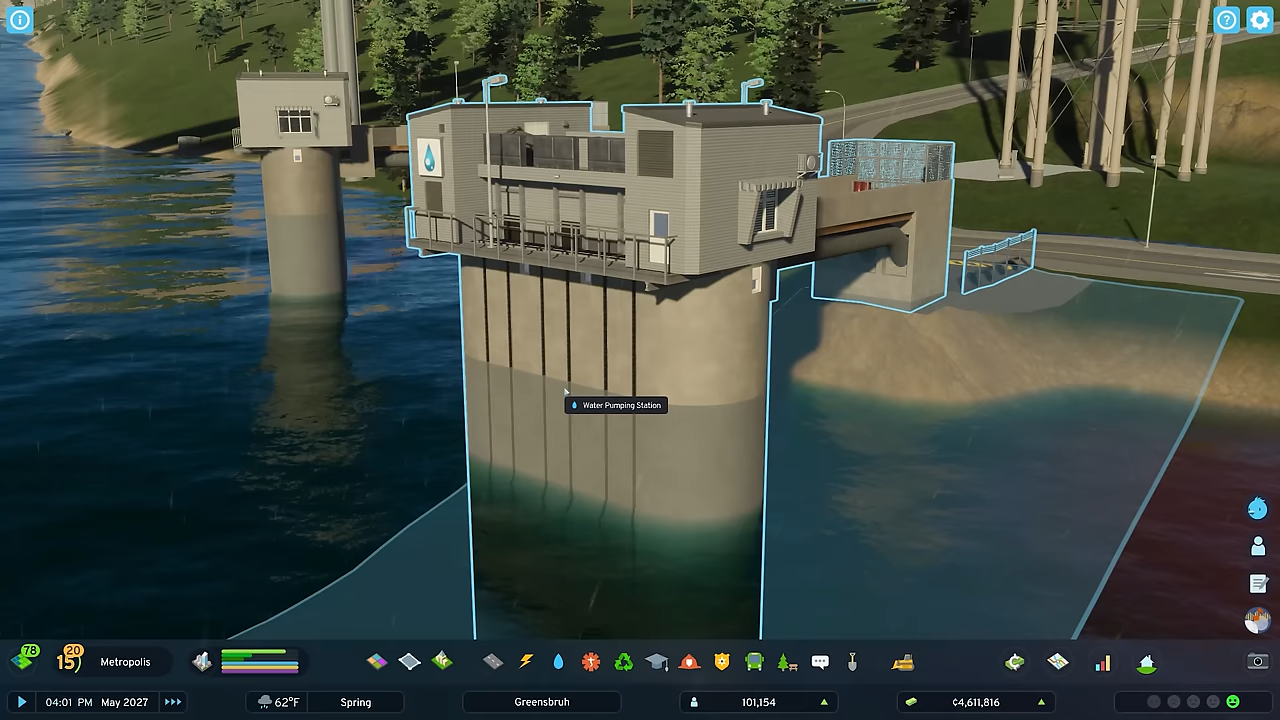 Water Pumping Station
78
20
15
Metropolis
04:01 PM May 2027
62°F
Spring
Greensbruh
101,154
¢4,611,816